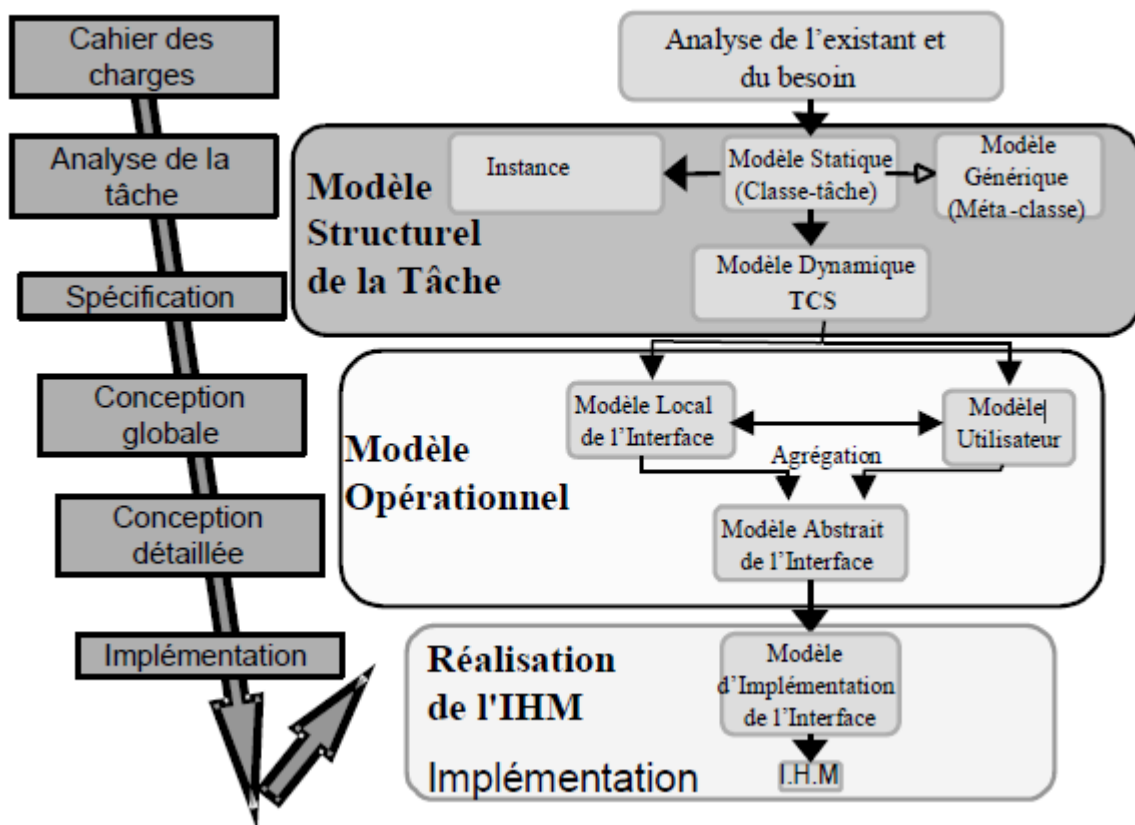 Cahier des
charges
Analyse de la
tâche
Spécification
Conception
globale
Conception
détaillée
Implémentation
Analyse de l’existant et
du besoin
Modèle
Structurel
de la Tâche
Instance
Modèle Statique
(Classe-tâche)
Modèle
Générique
(Méta-classe)
Modèle Dynamique
TCS
Modèle
Opérationnel
Modèle Local
de l’Interface
Modèle
Utilisateur
Agrégation
Modèle Abstrait
de l’Interface
Réalisation
de l'IHM
Implémentation
Modèle
d’Implémentation
de l’Interface
I.H.M